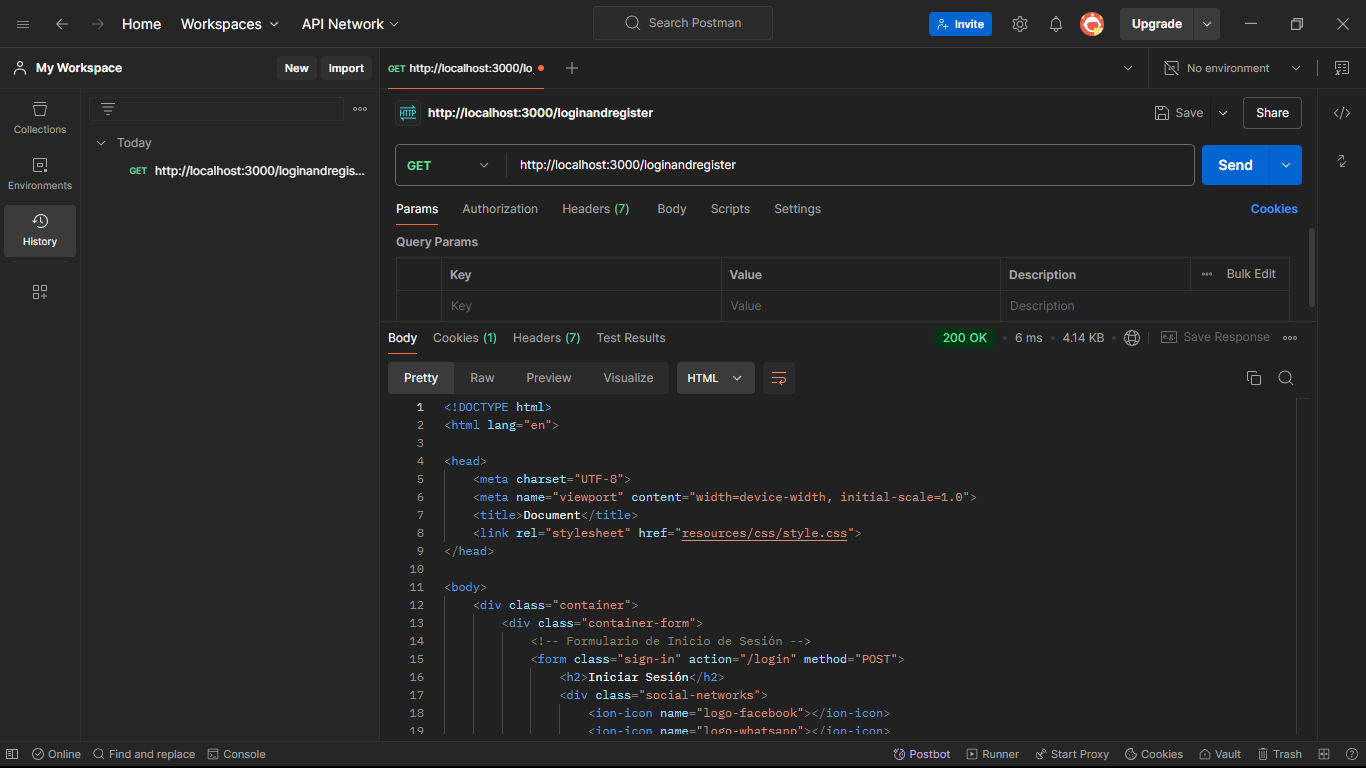 Home Workspaces API Network Search Postman Invite Upgrade
My Workspace New Import GET http://localhost:3000/lo No environment
Collections
Environments
History
Today
GET http://localhost:3000/loginandregis...
HTTP http://localhost:3000/loginandregister Save Share
GET http://localhost:3000/loginandregister Send
Params Authorization Headers (7) Body Scripts Settings Cookies
Query Params
Key Value Description Bulk Edit
Key Value Description
Body Cookies (1) Headers (7) Test Results 200 OK 6 ms 4.14 KB e.g. Save Response
Pretty Raw Preview Visualize HTML
1 <!DOCTYPE html>
2 <html lang="en">
3
4 <head>
5 <meta charset="UTF-8">
6 <meta name="viewport" content="width=device-width, initial-scale=1.0">
7 <title>Document</title>
8 <link rel="stylesheet" href="resources/css/style.css">
9 </head>
10
11 <body>
12 <div class="container">
13 <div class="container-form">
14 <!-- Formulario de Inicio de Sesión -->
15 <form class="sign-in" action="/login" method="POST">
16 <h2>Iniciar Sesión</h2>
17 <div class="social-networks">
18 <ion-icon name="logo-facebook"></ion-icon>
19 <ion-icon name="logo-whatsapp"></ion-icon>
Online Find and replace Console Postbot Runner Start Proxy Cookies Vault Trash